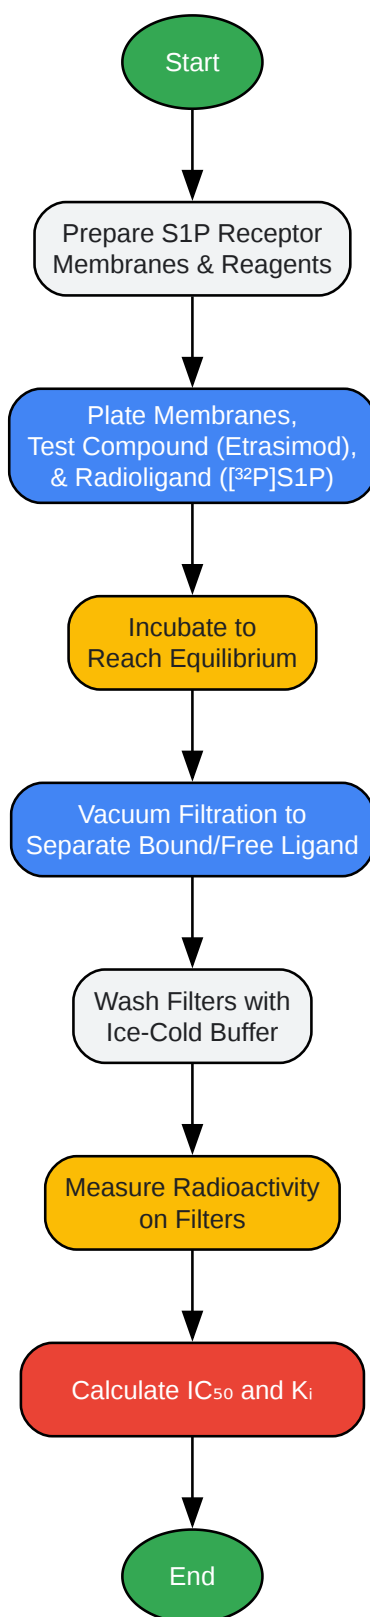 Start
Prepare S1P Receptor
Membranes & Reagents
Plate Membranes,
Test Compound (Etrasimod),
& Radioligand ([³²P]S1P)
Incubate to
Reach Equilibrium
Vacuum Filtration to
Separate Bound/Free Ligand
Wash Filters with
Ice-Cold Buffer
Measure Radioactivity
on Filters
Calculate IC₅₀ and Kᵢ
End